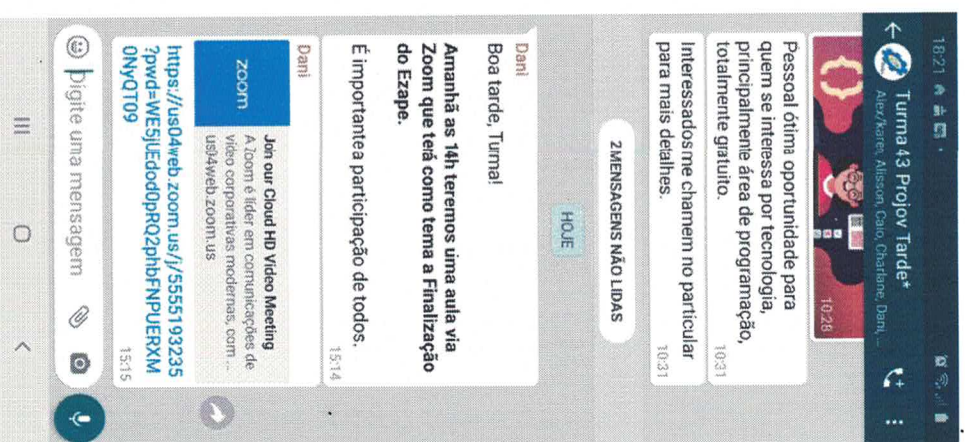 18:21
Turma 43 Projov Tarde*
Alex/karen, Alisson, Caio, Charlane, Dani, ...
10:28
Pessoal ótima oportunidade para
quem se interessa por tecnologia,
principalmente área de programação,
totalmente gratuito.
10:31
Interessados me chamem no particular
para mais detalhes.
10:31
2 MENSAGENS NÃO LIDAS
HOJE
Dani
Boa tarde, Turma!
Amanhã as 14h teremos uma aula via
Zoom que terá como tema a Finalização
do Ezape.
É importante a participação de todos.
15:14
Dani
zoom
Join our Cloud HD Video Meeting
A Zoom é líder em comunicações de
vídeo corporativas modernas, com ...
us04web.zoom.us
https://us04web.zoom.us/j/5555193235
?pwd=WE5jUEdod0pRQ2phbFNPUERXM
0NyQT09
15:15
Digite uma mensagem